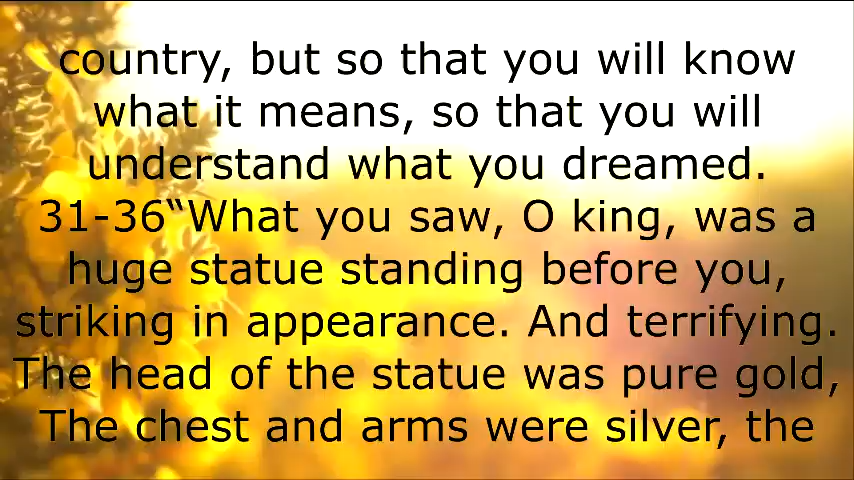 country, but so that you will know
what it means, so that you will
understand what you dreamed.
31-36“What you saw, O king, was a
huge statue standing before you,
striking in appearance. And terrifying.
The head of the statue was pure gold,
The chest and arms were silver, the